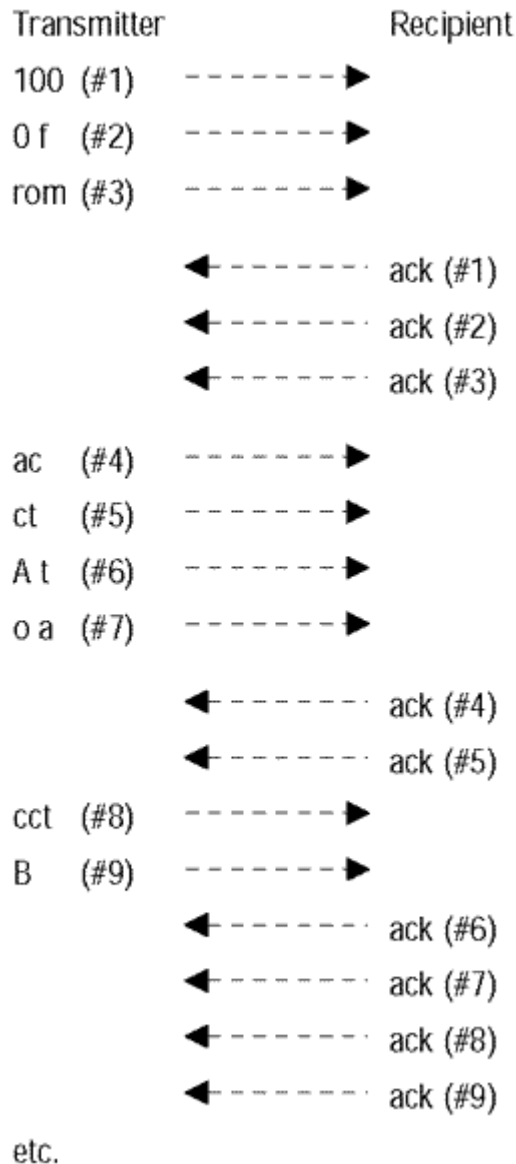 Transmitter Recipient
100 (#1)
0 f (#2)
rom (#3)
ack (#1)
ack (#2)
ack (#3)
ac (#4)
ct (#5)
A t (#6)
o a (#7)
ack (#4)
ack (#5)
cct (#8)
B (#9)
ack (#6)
ack (#7)
ack (#8)
ack (#9)
etc.